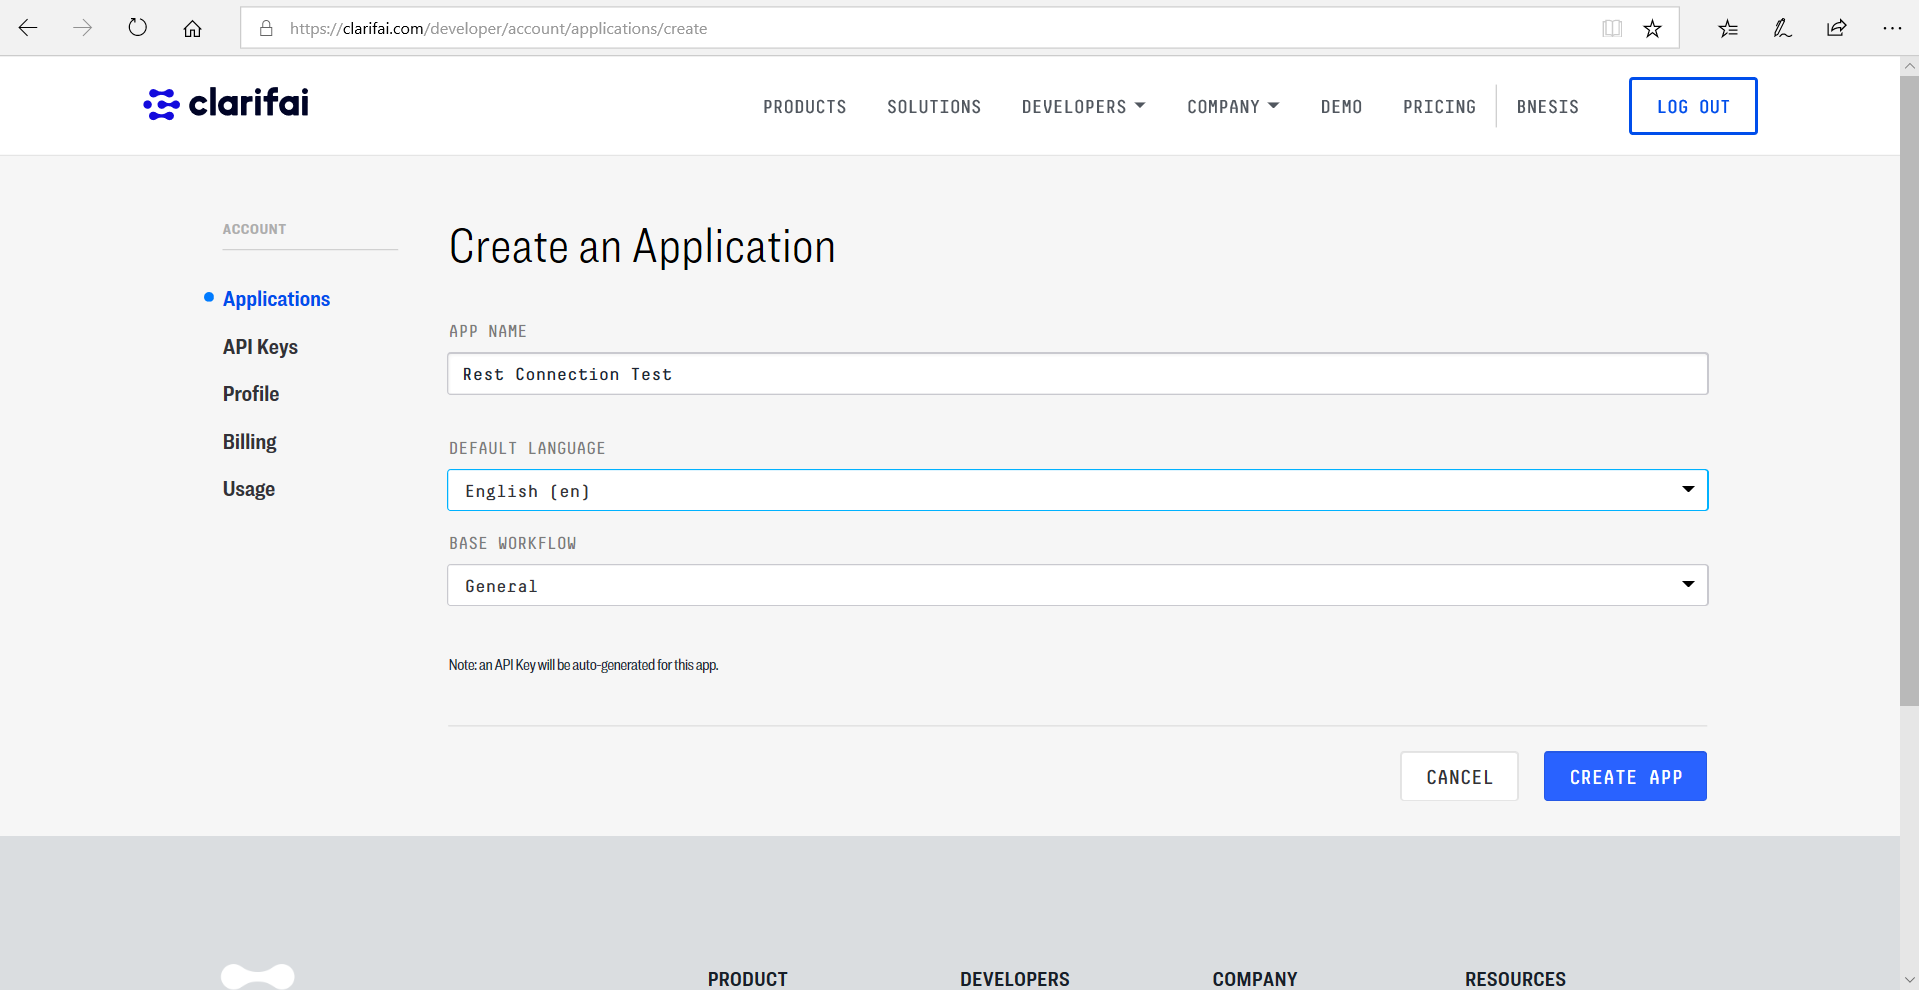 https://clarifai.com/developer/account/applications/create
clarifai
PRODUCTS
SOLUTIONS
DEVELOPERS
COMPANY
DEMO
PRICING
BNESIS
LOG OUT
ACCOUNT
Applications
API Keys
Profile
Billing
Usage
Create an Application
APP NAME
Rest Connection Test
DEFAULT LANGUAGE
English (en)
BASE WORKFLOW
General
Note: an API Key will be auto-generated for this app.
CANCEL
CREATE APP
PRODUCT
DEVELOPERS
COMPANY
RESOURCES